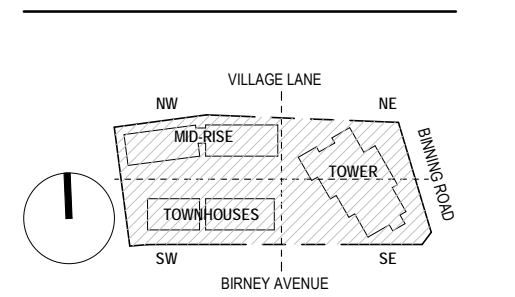 VILLAGE LANE
NW
NE
MID-RISE
BINNING ROAD
TOWER
TOWNHOUSES
SW
SE
BIRNEY AVENUE